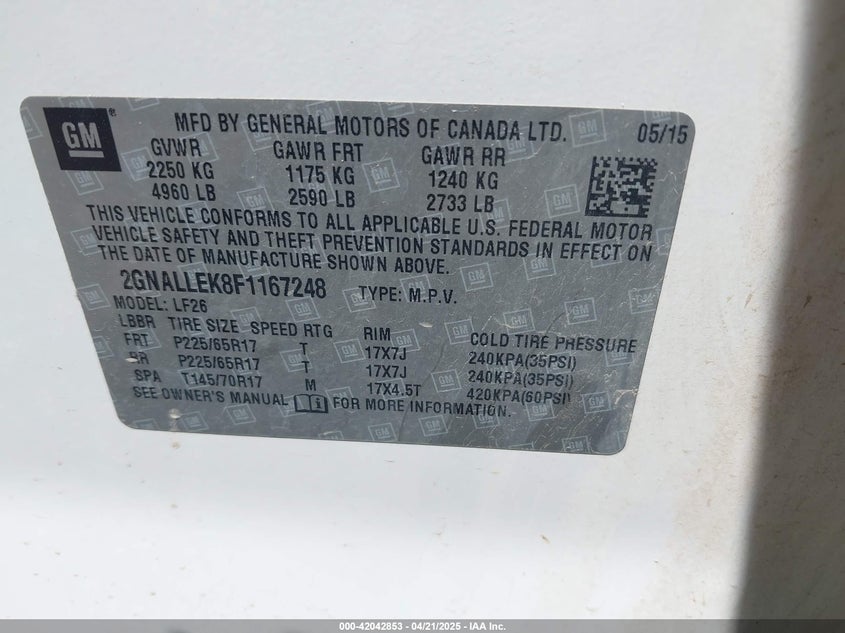 GM
MFD BY GENERAL MOTORS OF CANADA LTD. 05/15
GVWR GAWR FRT GAWR RR
2250 KG 1175 KG 1240 KG
4960 LB 2590 LB 2733 LB
THIS VEHICLE CONFORMS TO ALL APPLICABLE U.S. FEDERAL MOTOR
VEHICLE SAFETY AND THEFT PREVENTION STANDARDS IN EFFECT ON
THE DATE OF MANUFACTURE SHOWN ABOVE.
2GNALLEK8F1167248 TYPE: M.P.V.
MODEL: LF26
LBBR TIRE SIZE SPEED RTG RIM COLD TIRE PRESSURE
FRT P225/65R17 T 17X7J 240KPA(35PSI)
RR P225/65R17 T 17X7J 240KPA(35PSI)
SPA T145/70R17 M 17X4.5T 420KPA(60PSI)
SEE OWNER'S MANUAL FOR MORE INFORMATION.
000-42042853 - 04/21/2025 - IAA Inc.